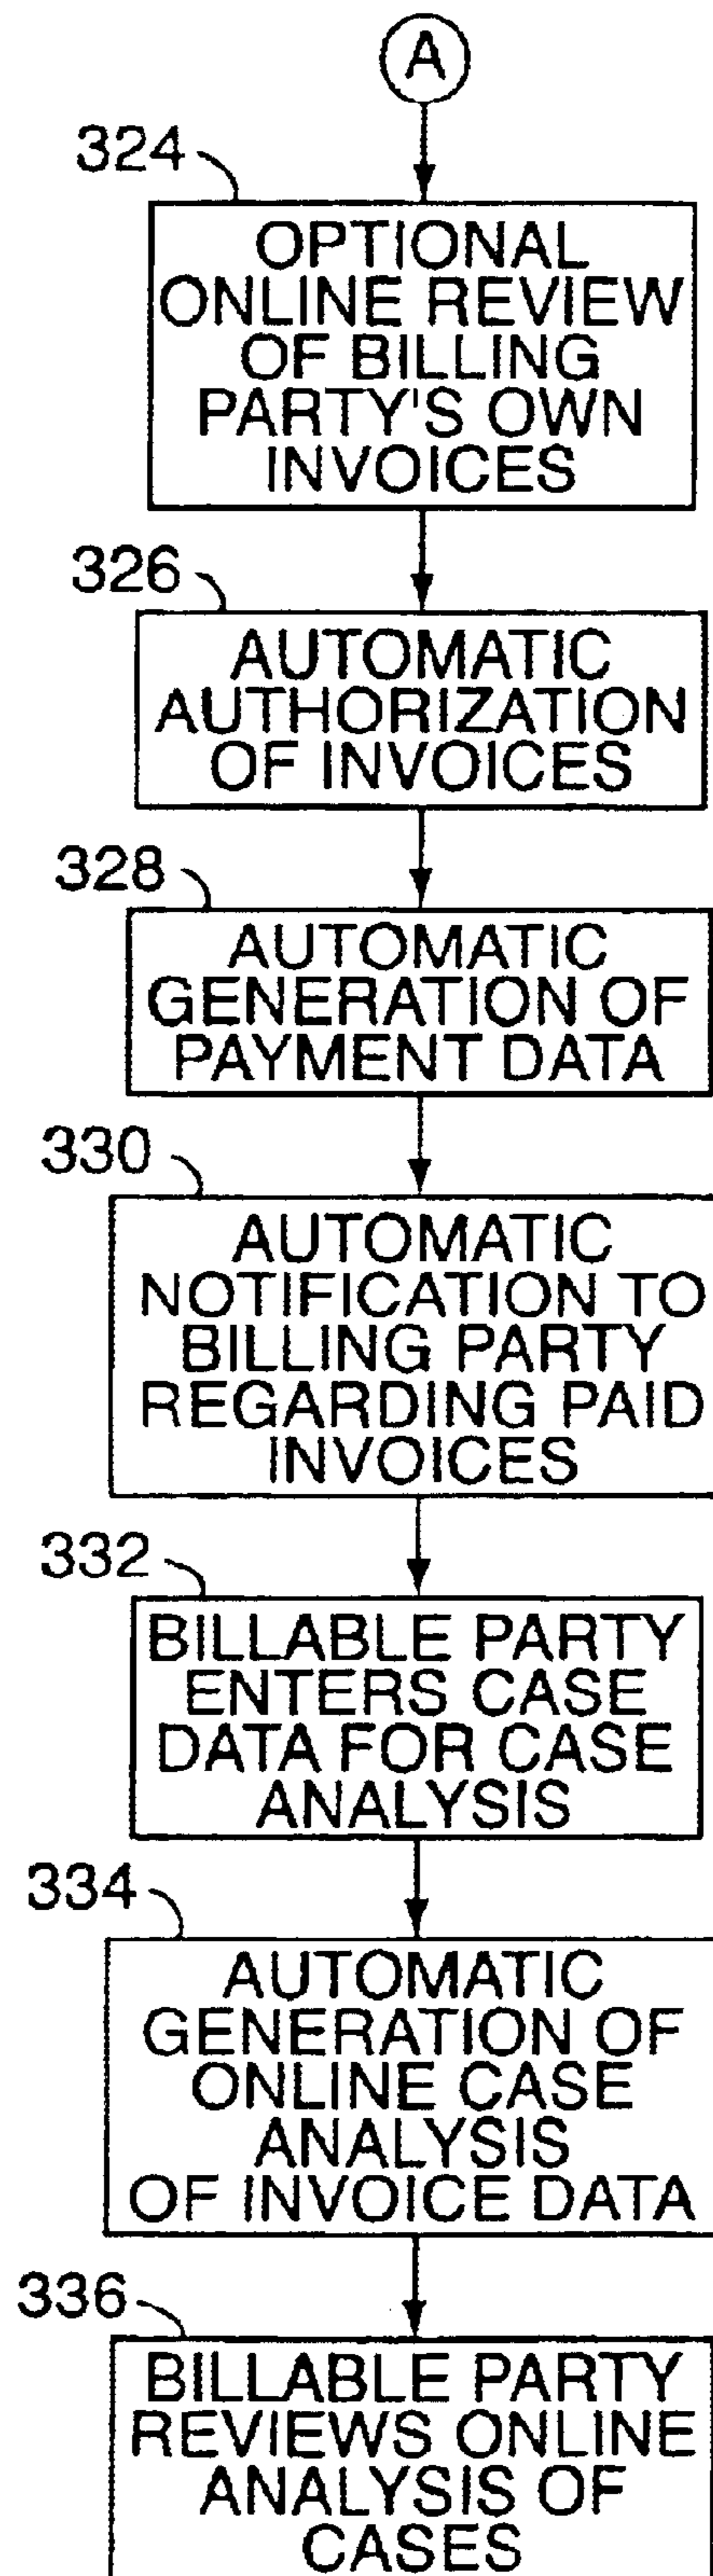 A
324
OPTIONAL
ONLINE REVIEW
OF BILLING
PARTY'S OWN
INVOICES
326
AUTOMATIC
AUTHORIZATION
OF INVOICES
328
AUTOMATIC
GENERATION OF
PAYMENT DATA
330
AUTOMATIC
NOTIFICATION TO
BILLING PARTY
REGARDING PAID
INVOICES
332
BILLABLE PARTY
ENTERS CASE
DATA FOR CASE
ANALYSIS
334
AUTOMATIC
GENERATION OF
ONLINE CASE
ANALYSIS
OF INVOICE DATA
336
BILLABLE PARTY
REVIEWS ONLINE
ANALYSIS OF
CASES